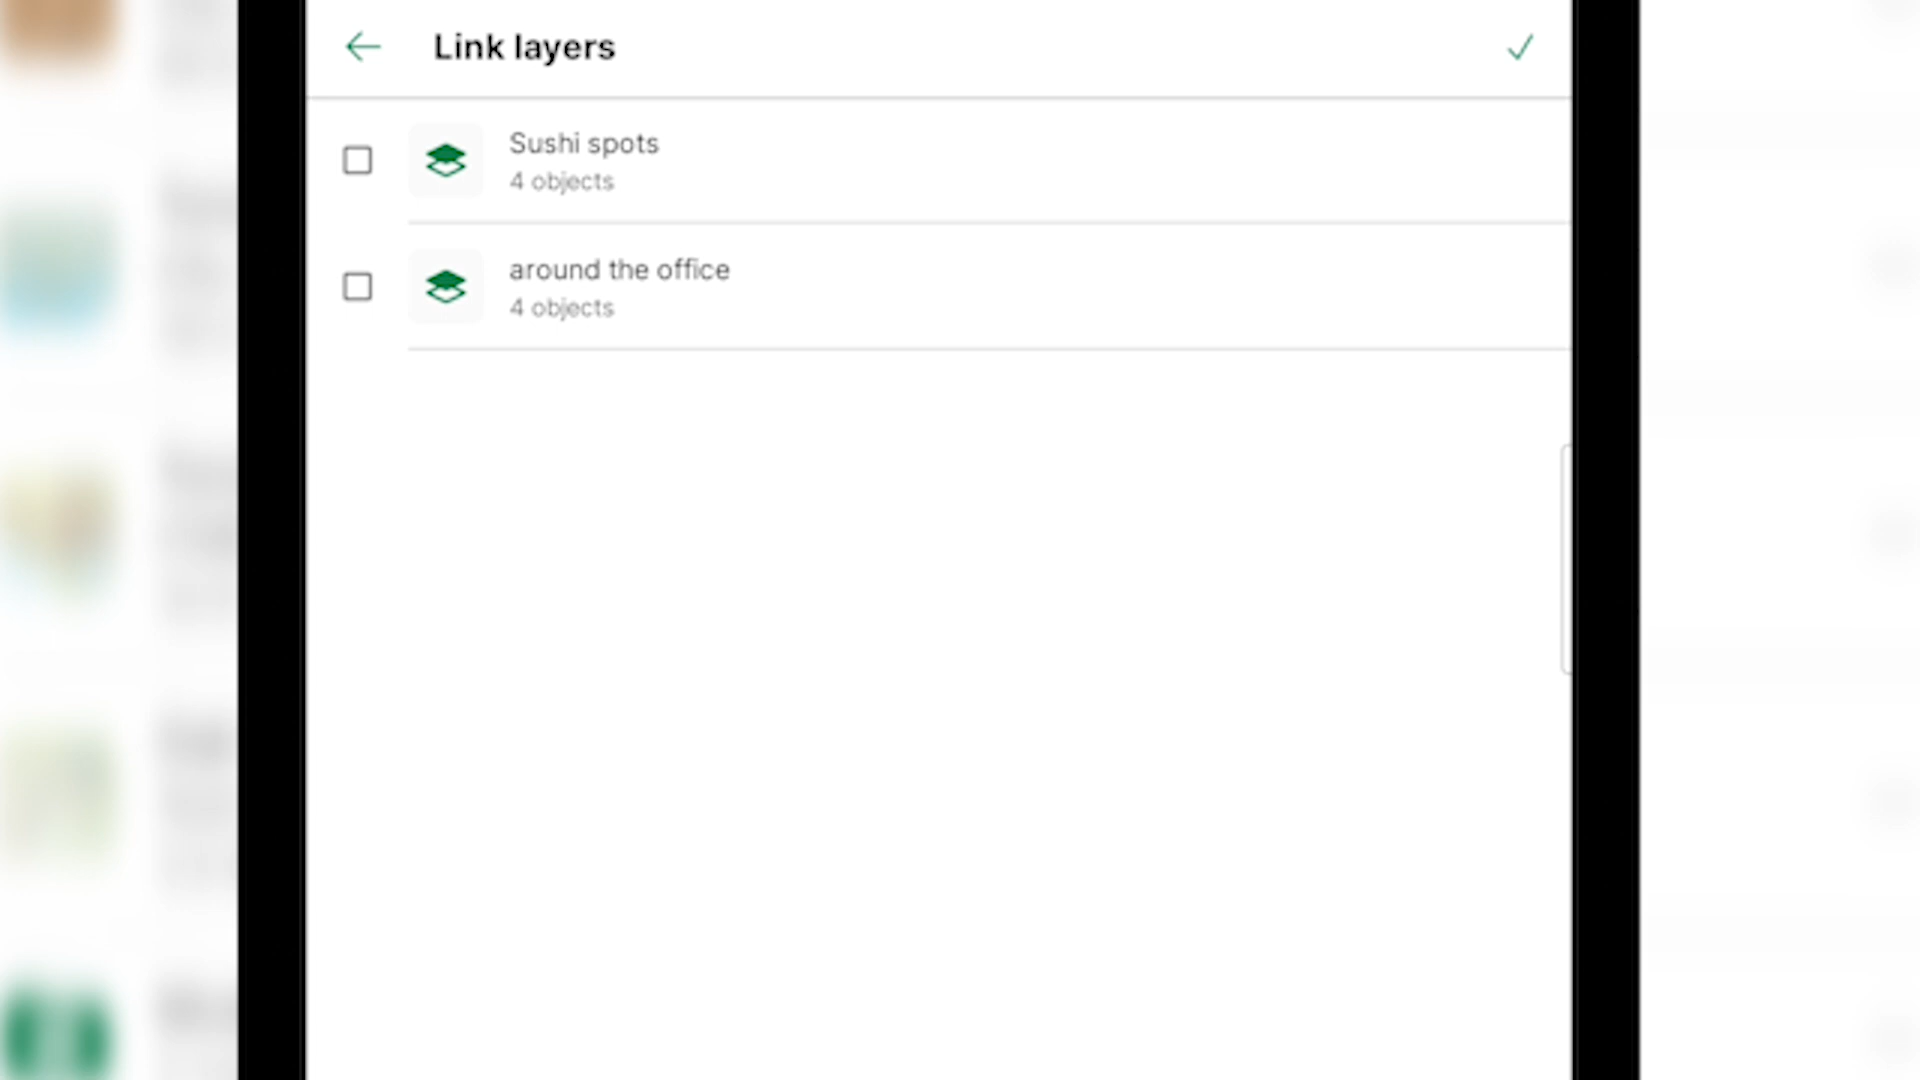 Link layers
Sushi spots
4 objects
around the office
4 objects